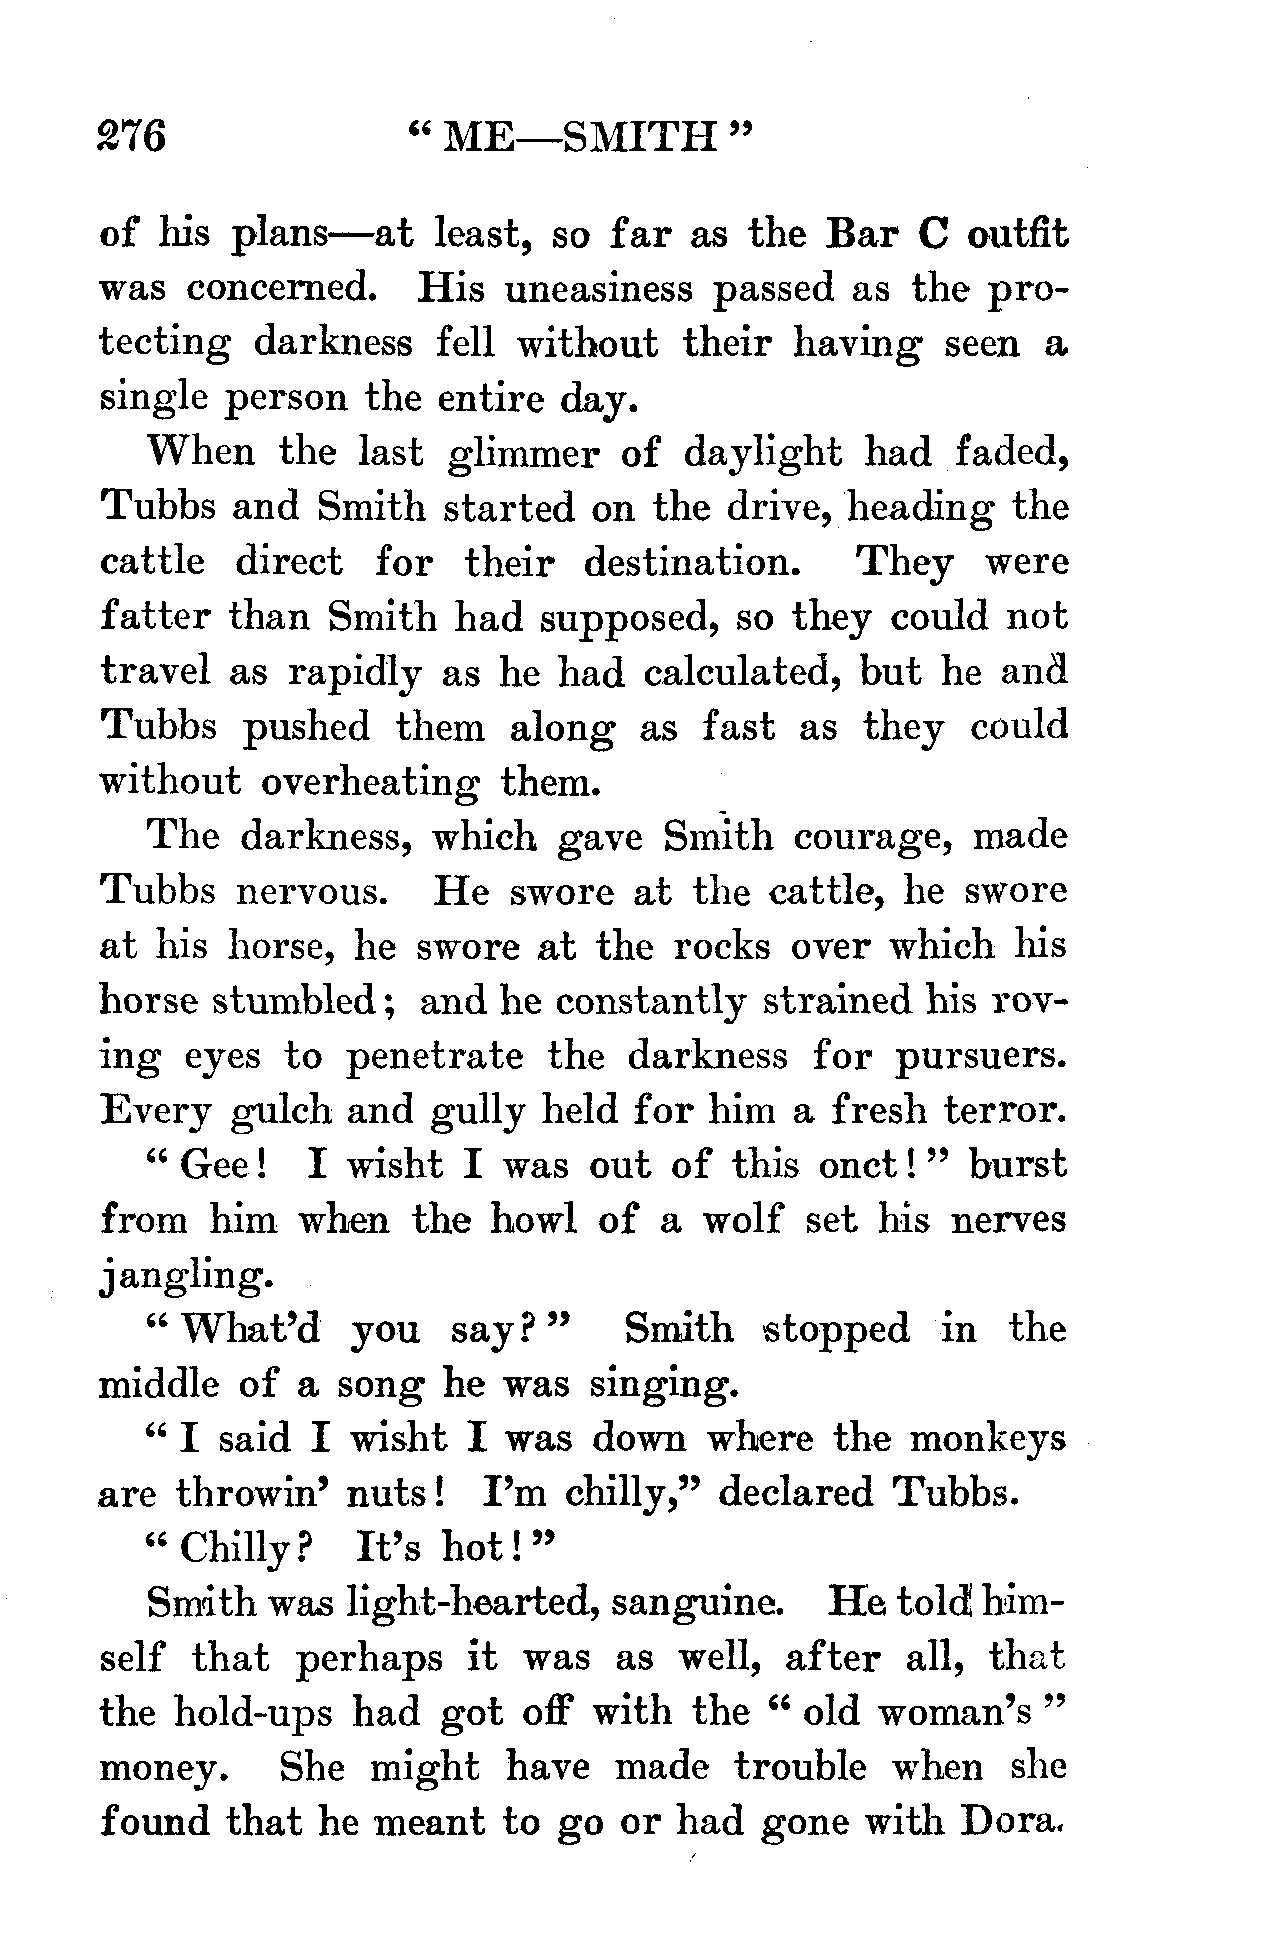 276 “ ME—SMITH ”
of his plans—at least, so far as the Bar C outfit
was concerned. His uneasiness passed as the pro-
tecting darkness fell without their having seen a
single person the entire day.
When the last glimmer of daylight had faded,
Tubbs and Smith started on the drive, heading the
cattle direct for their destination. They were
fatter than Smith had supposed, so they could not
travel as rapidly as he had calculated, but he and
Tubbs pushed them along as fast as they could
without overheating them.
The darkness, which gave Smith courage, made
Tubbs nervous. He swore at the cattle, he swore
at his horse, he swore at the rocks over which his
horse stumbled; and he constantly strained his rov-
ing eyes to penetrate the darkness for pursuers.
Every gulch and gully held for him a fresh terror.
“ Gee! I wisht I was out of this onct! ” burst
from him when the howl of a wolf set his nerves
jangling.
“ What’d you say? ” Smith stopped in the
middle of a song he was singing.
“ I said I wisht I was down where the monkeys
are throwin’ nuts! I’m chilly,” declared Tubbs.
“ Chilly? It’s hot! ”
Smith was light-hearted, sanguine. He told him-
self that perhaps it was as well, after all, that
the hold-ups had got off with the “ old woman’s ”
money. She might have made trouble when she
found that he meant to go or had gone with Dora.